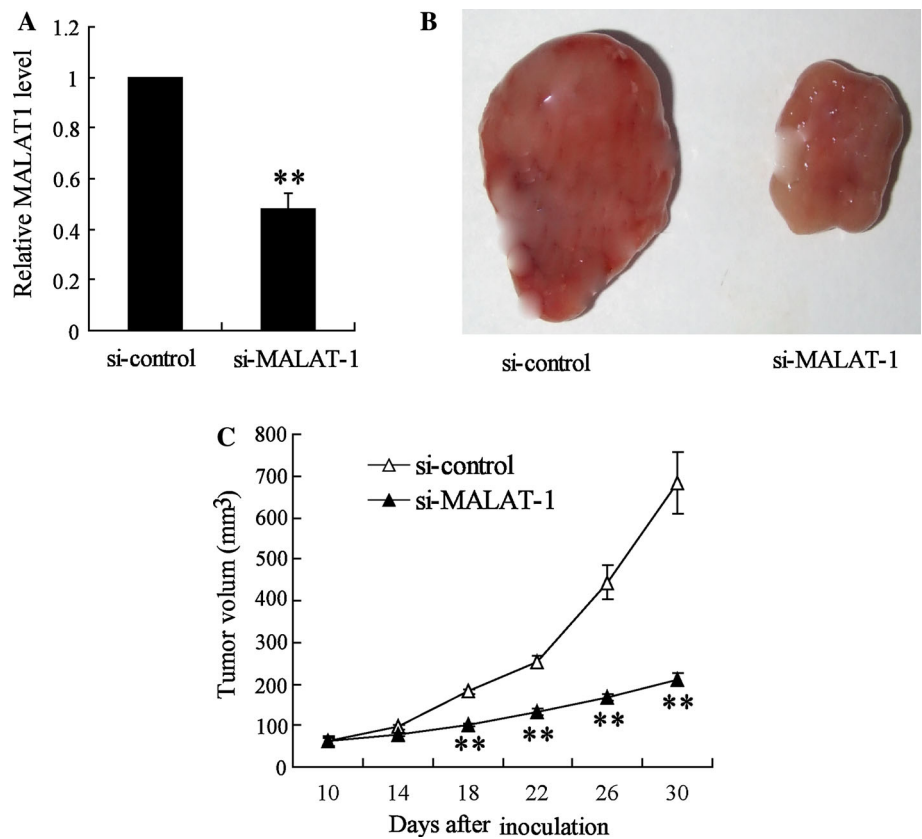 A
1.2
1
0.8
0.6
0.4
0.2
0
Relative MALAT1 level
**
si-control
si-MALAT-1
B
si-control
si-MALAT-1
C
800
700
600
500
400
300
200
100
0
Tumor volum (mm3)
si-control
si-MALAT-1
** ** ** **
10 14 18 22 26 30
Days after inoculation